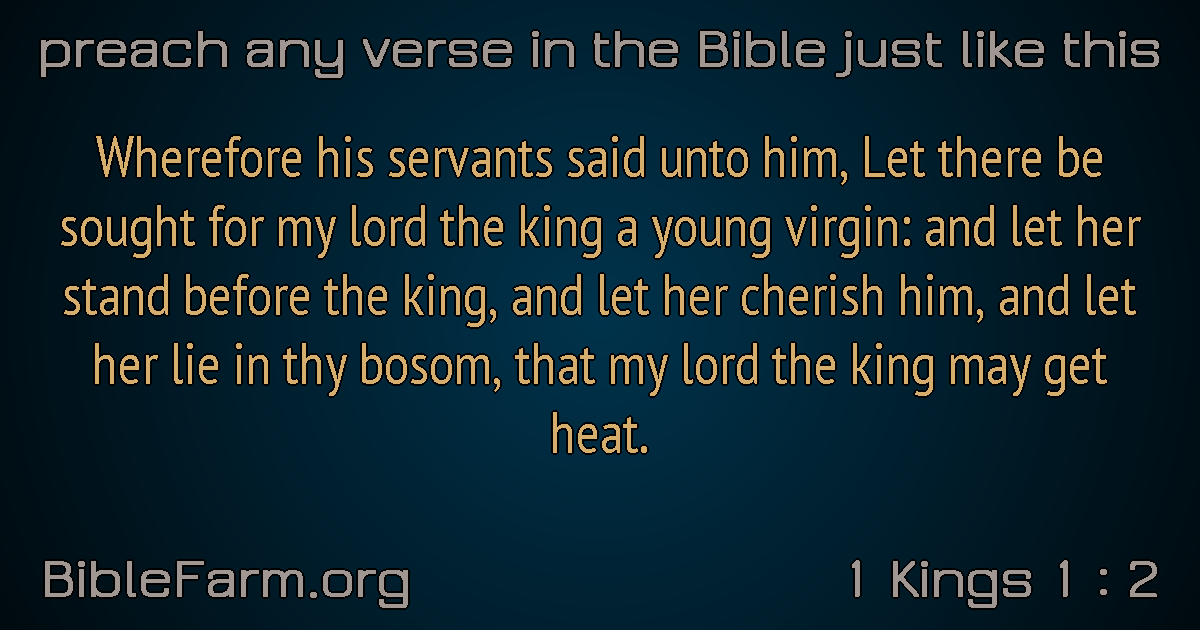 preach any verse in the Bible just like this
Wherefore his servants said unto him, Let there be
sought for my lord the king a young virgin: and let her
stand before the king, and let her cherish him, and let
her lie in thy bosom, that my lord the king may get
heat.
BibleFarm.org
1 Kings 1 : 2